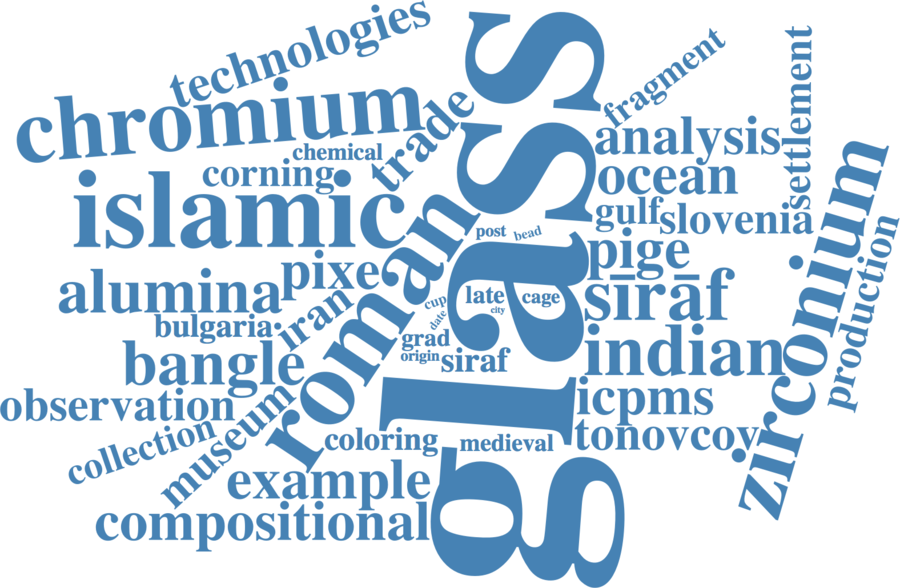 technologies
chromium
trade
glass
fragment
settlement
chemical
corning
analysis
ocean
islamic
roman
gulf
slovenia
zirconium
production
post
bead
pige
pixe
alumina
sīrāf
late
cage
cup
city
date
iran
bulgaria
grad
origin
siraf
indian
bangle
icpms
observation
museum
collection
coloring
medieval
tonovcov
example
compositional